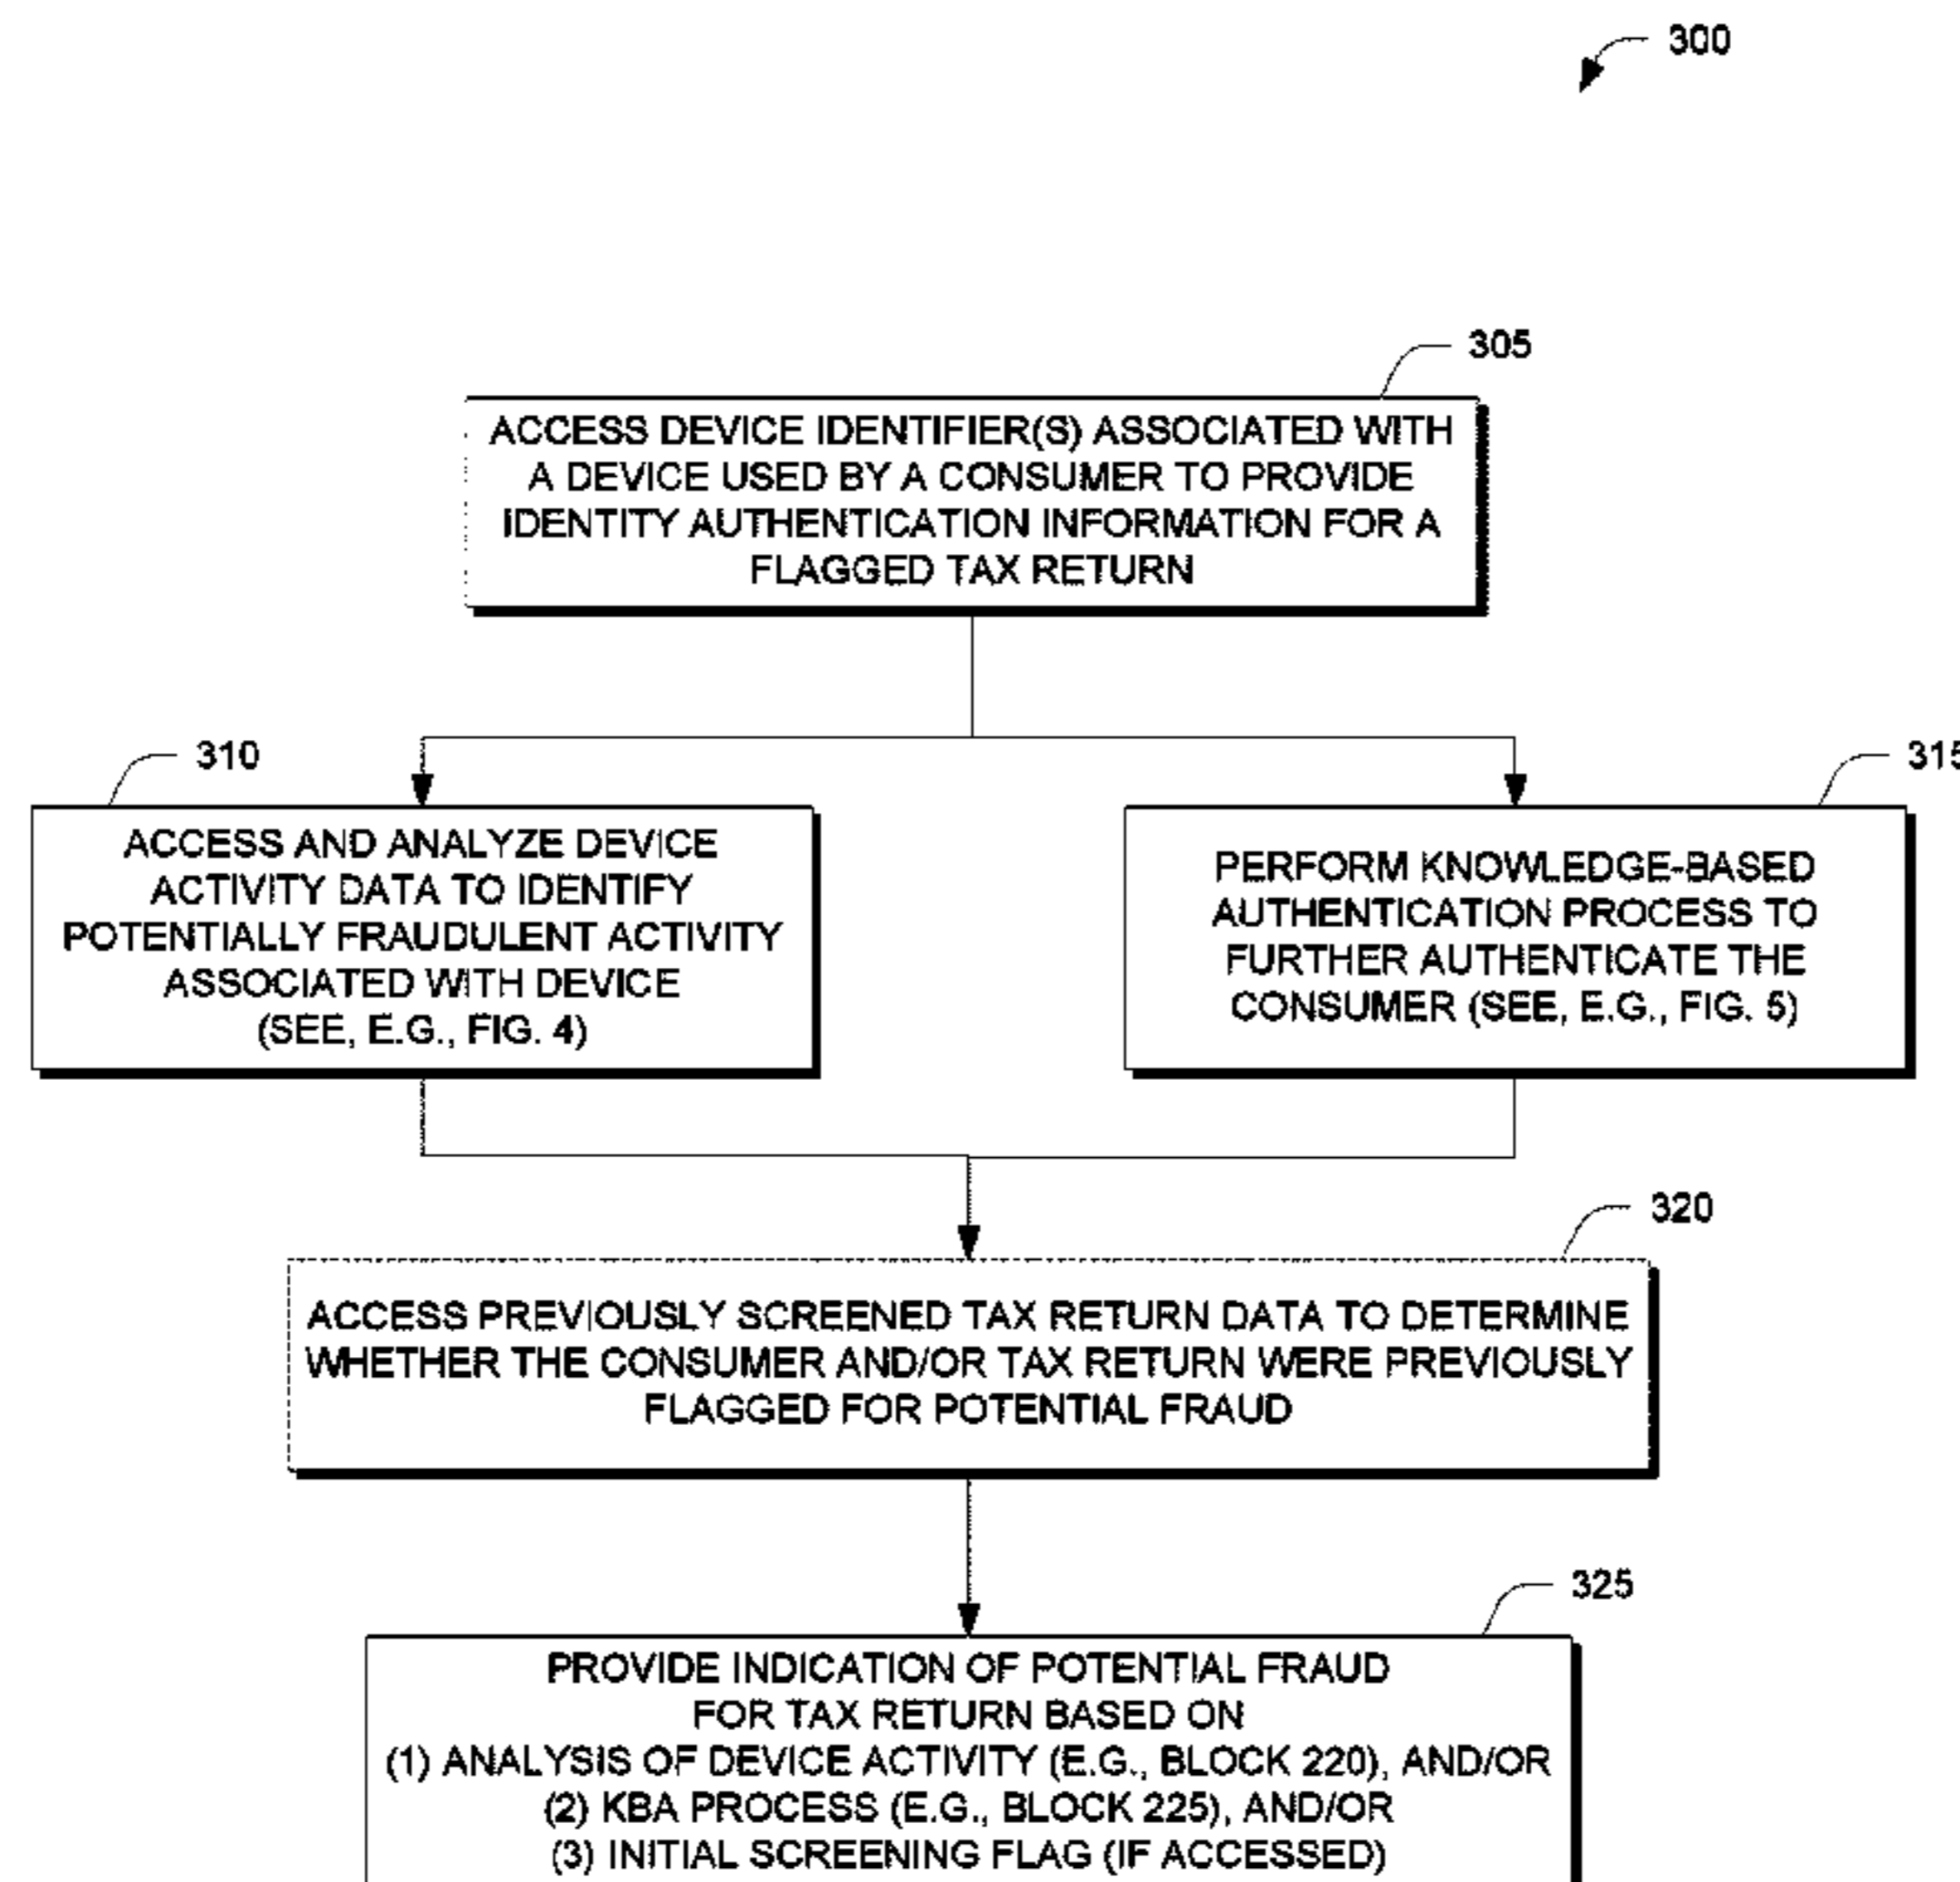 300
305
ACCESS DEVICE IDENTIFIER(S) ASSOCIATED WITH
A DEVICE USED BY A CONSUMER TO PROVIDE
IDENTITY AUTHENTICATION INFORMATION FOR A
FLAGGED TAX RETURN
310
ACCESS AND ANALYZE DEVICE
ACTIVITY DATA TO IDENTIFY
POTENTIALLY FRAUDULENT ACTIVITY
ASSOCIATED WITH DEVICE
(SEE, E.G., FIG. 4)
315
PERFORM KNOWLEDGE-BASED
AUTHENTICATION PROCESS TO
FURTHER AUTHENTICATE THE
CONSUMER (SEE, E.G., FIG. 5)
320
ACCESS PREVIOUSLY SCREENED TAX RETURN DATA TO DETERMINE
WHETHER THE CONSUMER AND/OR TAX RETURN WERE PREVIOUSLY
FLAGGED FOR POTENTIAL FRAUD
325
PROVIDE INDICATION OF POTENTIAL FRAUD
FOR TAX RETURN BASED ON
(1) ANALYSIS OF DEVICE ACTIVITY (E.G., BLOCK 220), AND/OR
(2) KBA PROCESS (E.G., BLOCK 225), AND/OR
(3) INITIAL SCREENING FLAG (IF ACCESSED)